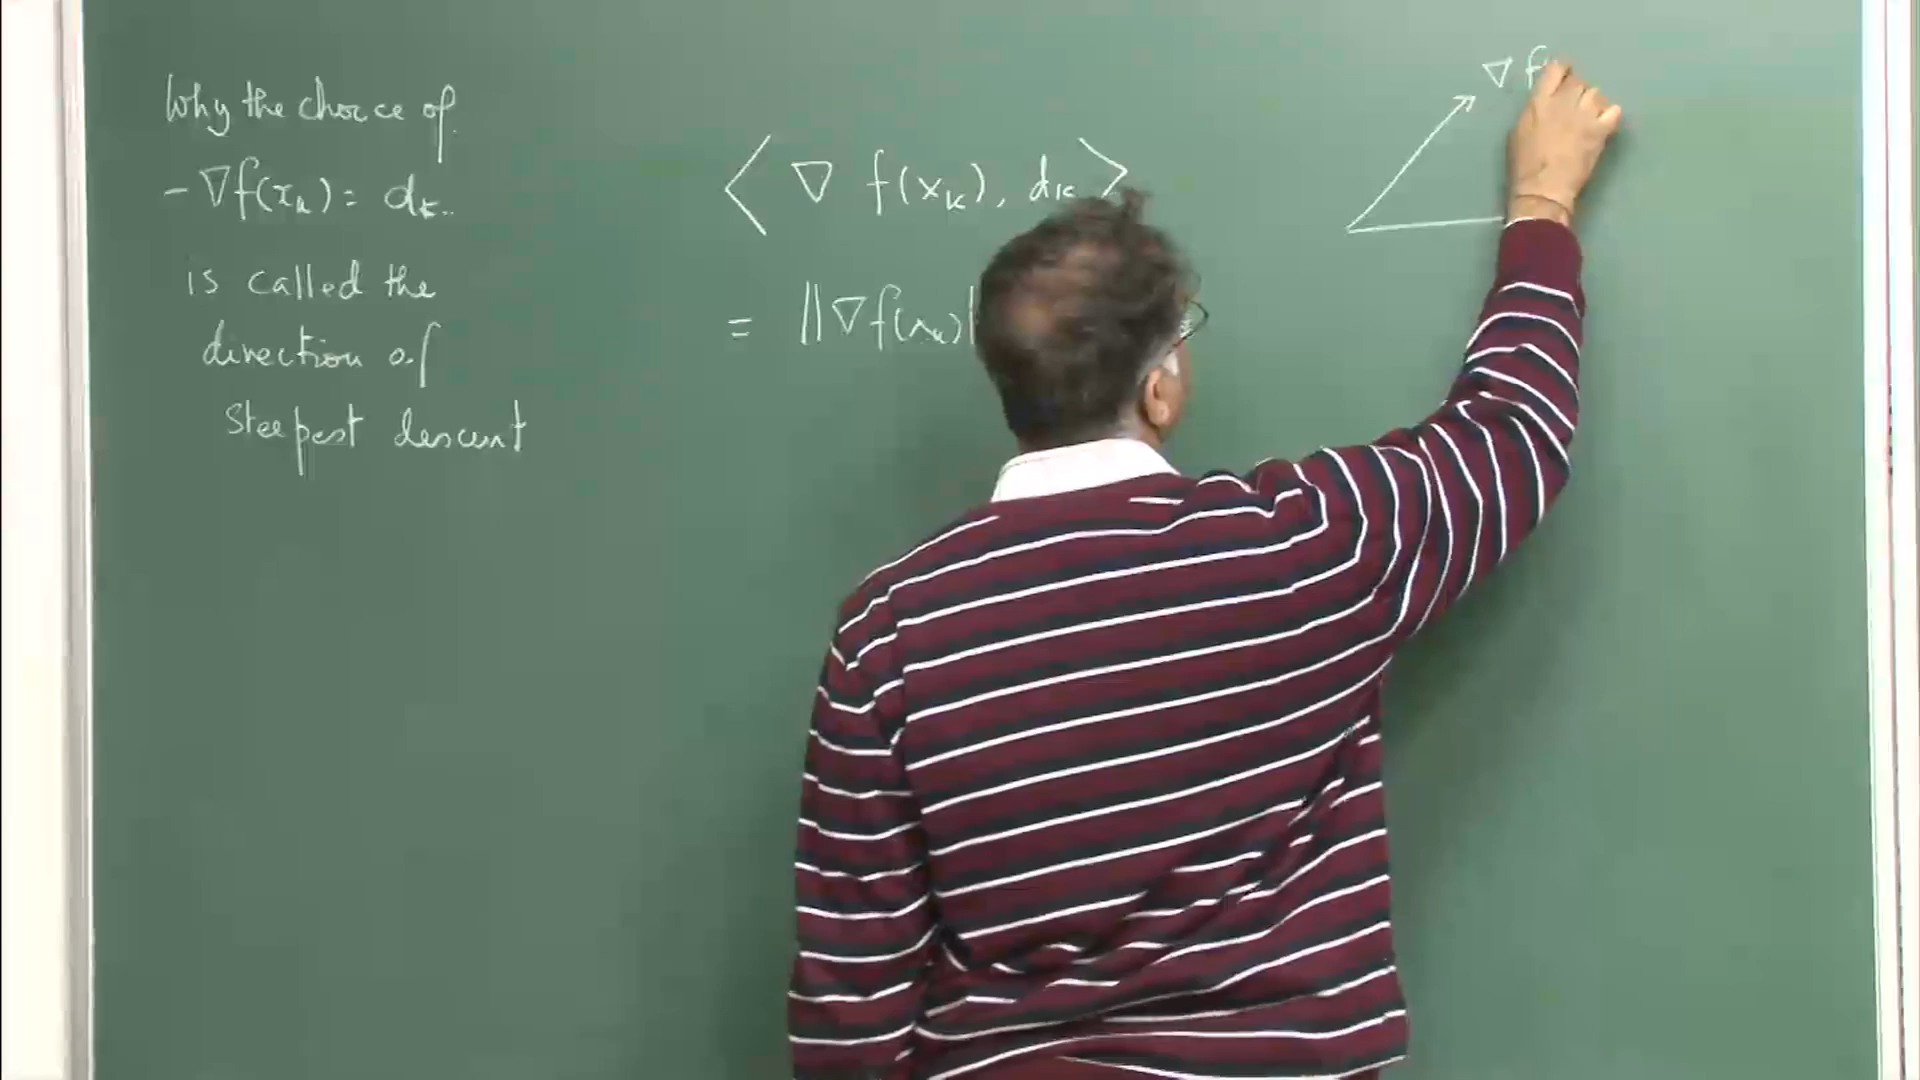 Why the choice of
- ∇f(xₖ) = dₖ.
is called the
direction of
steepest descent
⟨ ∇ f(xₖ), dₖ ⟩
= ||∇f(xₖ)|
∇ f